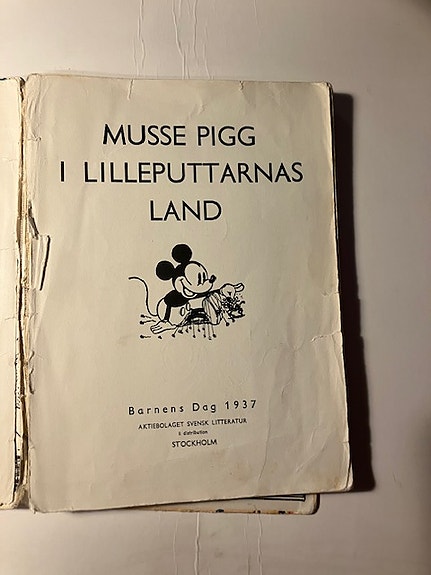 MUSSE PIGG
I LILLEPUTTARNAS
LAND
Barnens Dag 1937
AKTIEBOLAGET SVENSK LITTERATUR
i distribution
STOCKHOLM